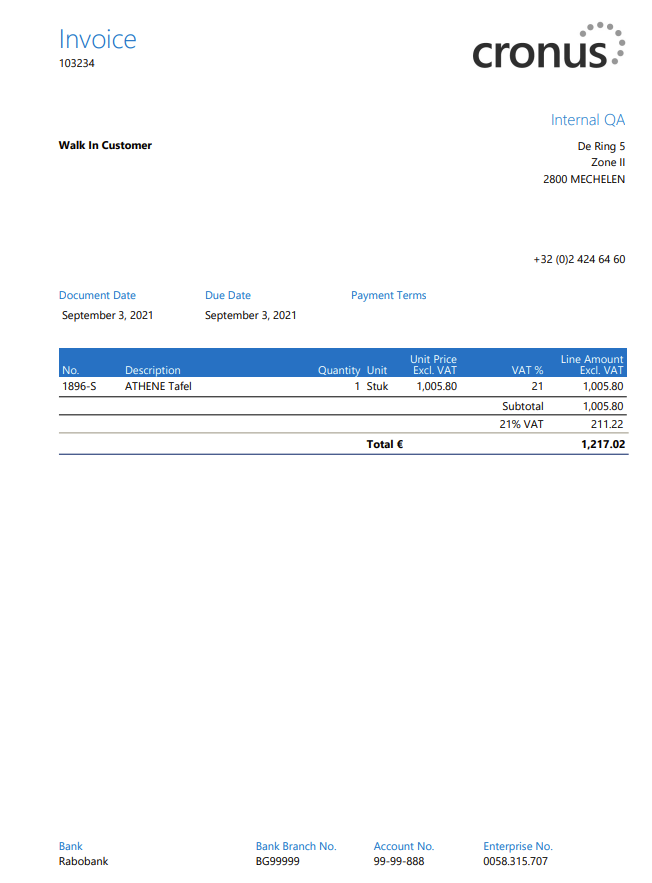 Invoice
103234
cronus
Internal QA
Walk In Customer
De Ring 5
Zone II
2800 MECHELEN
+32 (0)2 424 64 60
Document Date Due Date Payment Terms
September 3, 2021 September 3, 2021
Unit Price Line Amount
No. Description Quantity Unit Excl. VAT VAT % Excl. VAT
1896-S ATHENE Tafel 1 Stuk 1,005.80 21 1,005.80
Subtotal 1,005.80
21% VAT 211.22
Total € 1,217.02
Bank Bank Branch No. Account No. Enterprise No.
Rabobank BG99999 99-99-888 0058.315.707